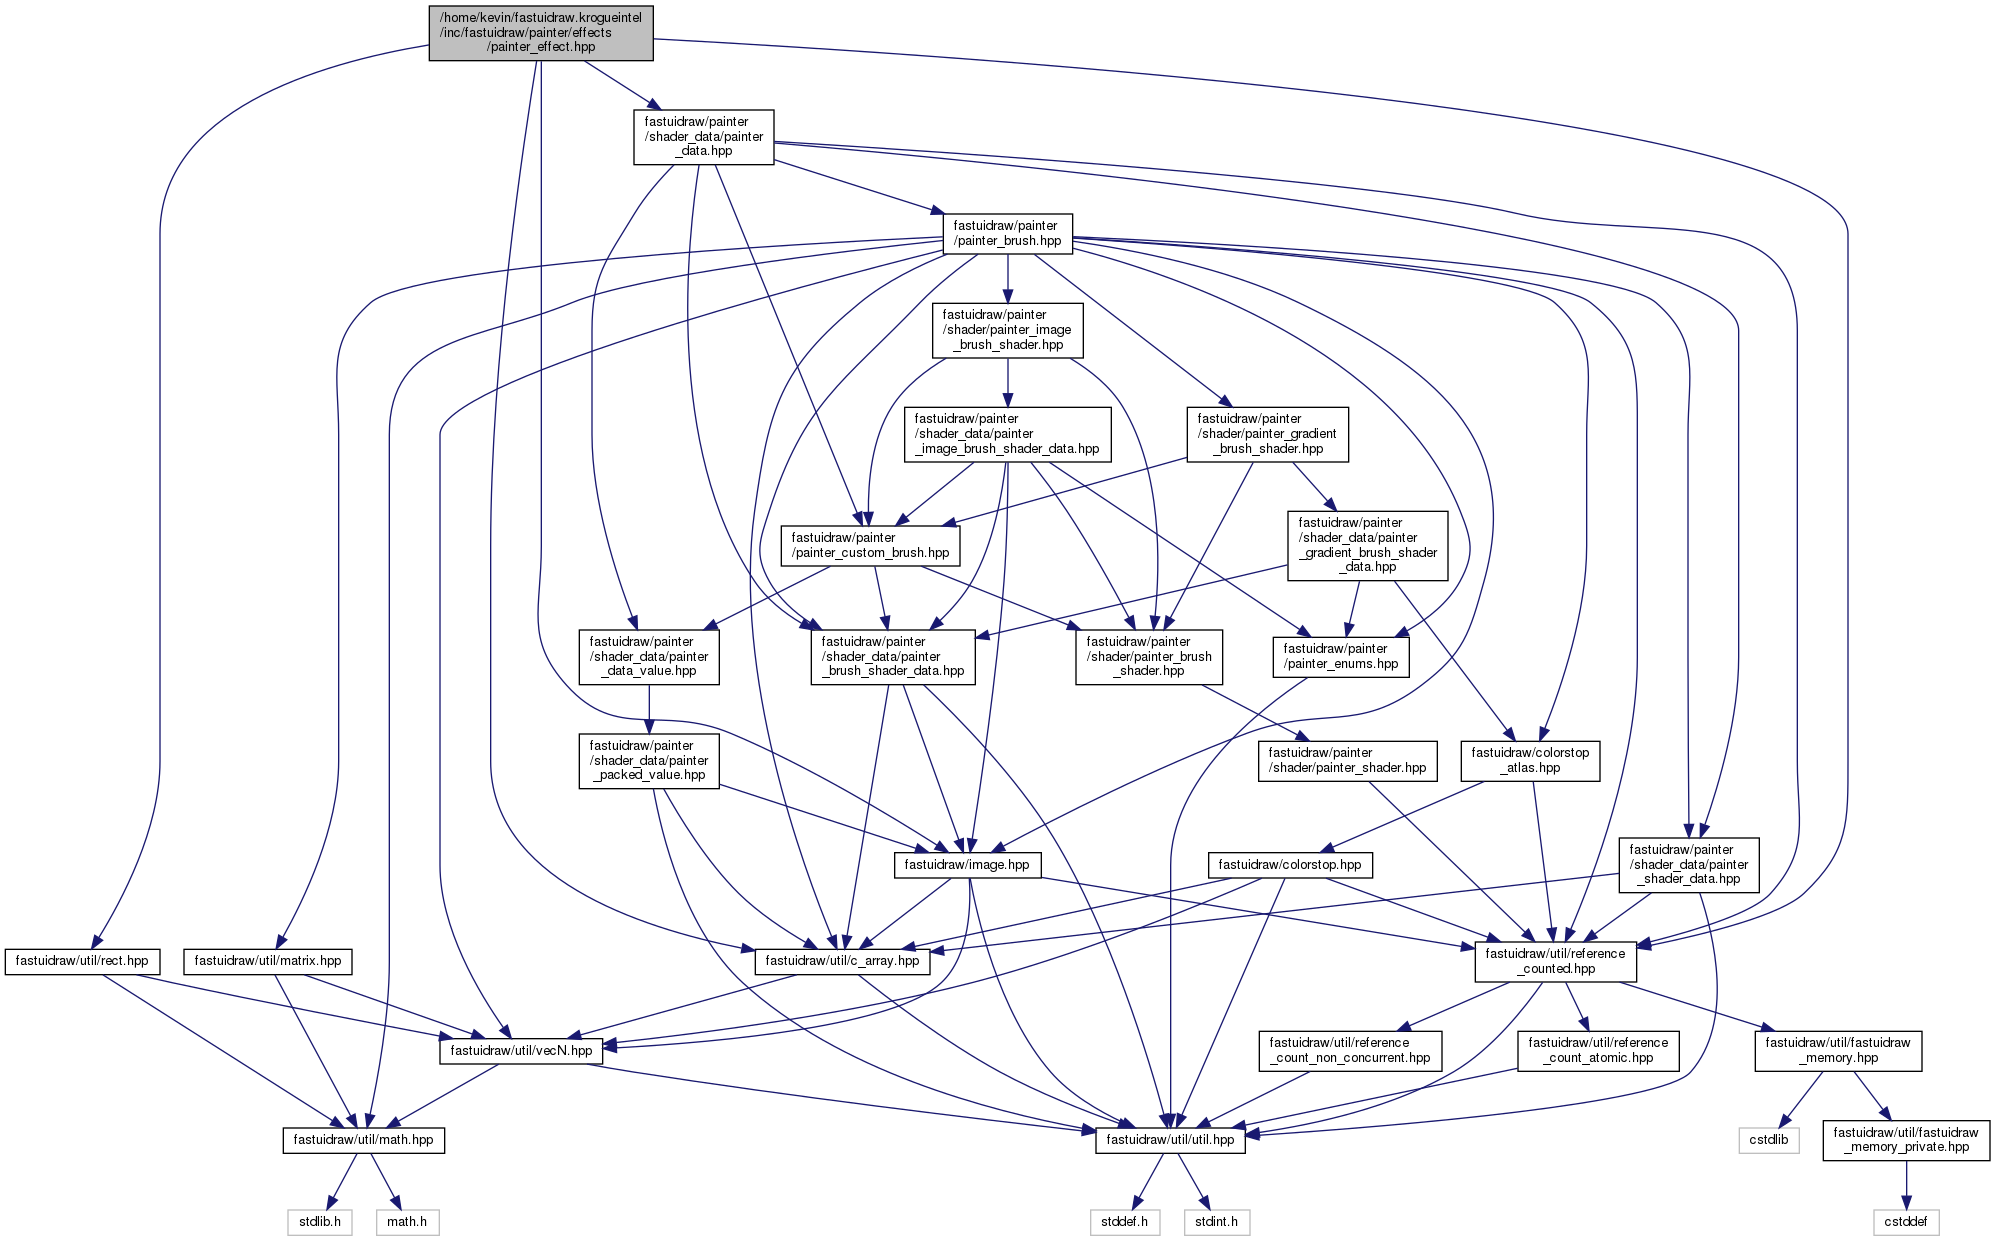 /home/kevin/fastuidraw.krogueintel
/inc/fastuidraw/painter/effects
/painter_effect.hpp
fastuidraw/painter
/shader_data/painter
_data.hpp
fastuidraw/painter
/painter_brush.hpp
fastuidraw/painter
/shader/painter_image
_brush_shader.hpp
fastuidraw/painter
/shader_data/painter
_image_brush_shader_data.hpp
fastuidraw/painter
/shader/painter_gradient
_brush_shader.hpp
fastuidraw/painter
/painter_custom_brush.hpp
fastuidraw/painter
/shader_data/painter
_gradient_brush_shader
_data.hpp
fastuidraw/painter
/shader_data/painter
_data_value.hpp
fastuidraw/painter
/shader_data/painter
_brush_shader_data.hpp
fastuidraw/painter
/shader/painter_brush
_shader.hpp
fastuidraw/painter
/painter_enums.hpp
fastuidraw/painter
/shader_data/painter
_packed_value.hpp
fastuidraw/painter
/shader/painter_shader.hpp
fastuidraw/colorstop
_atlas.hpp
fastuidraw/image.hpp
fastuidraw/colorstop.hpp
fastuidraw/painter
/shader_data/painter
_shader_data.hpp
fastuidraw/util/rect.hpp
fastuidraw/util/matrix.hpp
fastuidraw/util/c_array.hpp
fastuidraw/util/reference
_counted.hpp
fastuidraw/util/vecN.hpp
fastuidraw/util/reference
_count_non_concurrent.hpp
fastuidraw/util/reference
_count_atomic.hpp
fastuidraw/util/fastuidraw
_memory.hpp
fastuidraw/util/math.hpp
fastuidraw/util/util.hpp
cstdlib
fastuidraw/util/fastuidraw
_memory_private.hpp
stdlib.h
math.h
stddef.h
stdint.h
cstddef